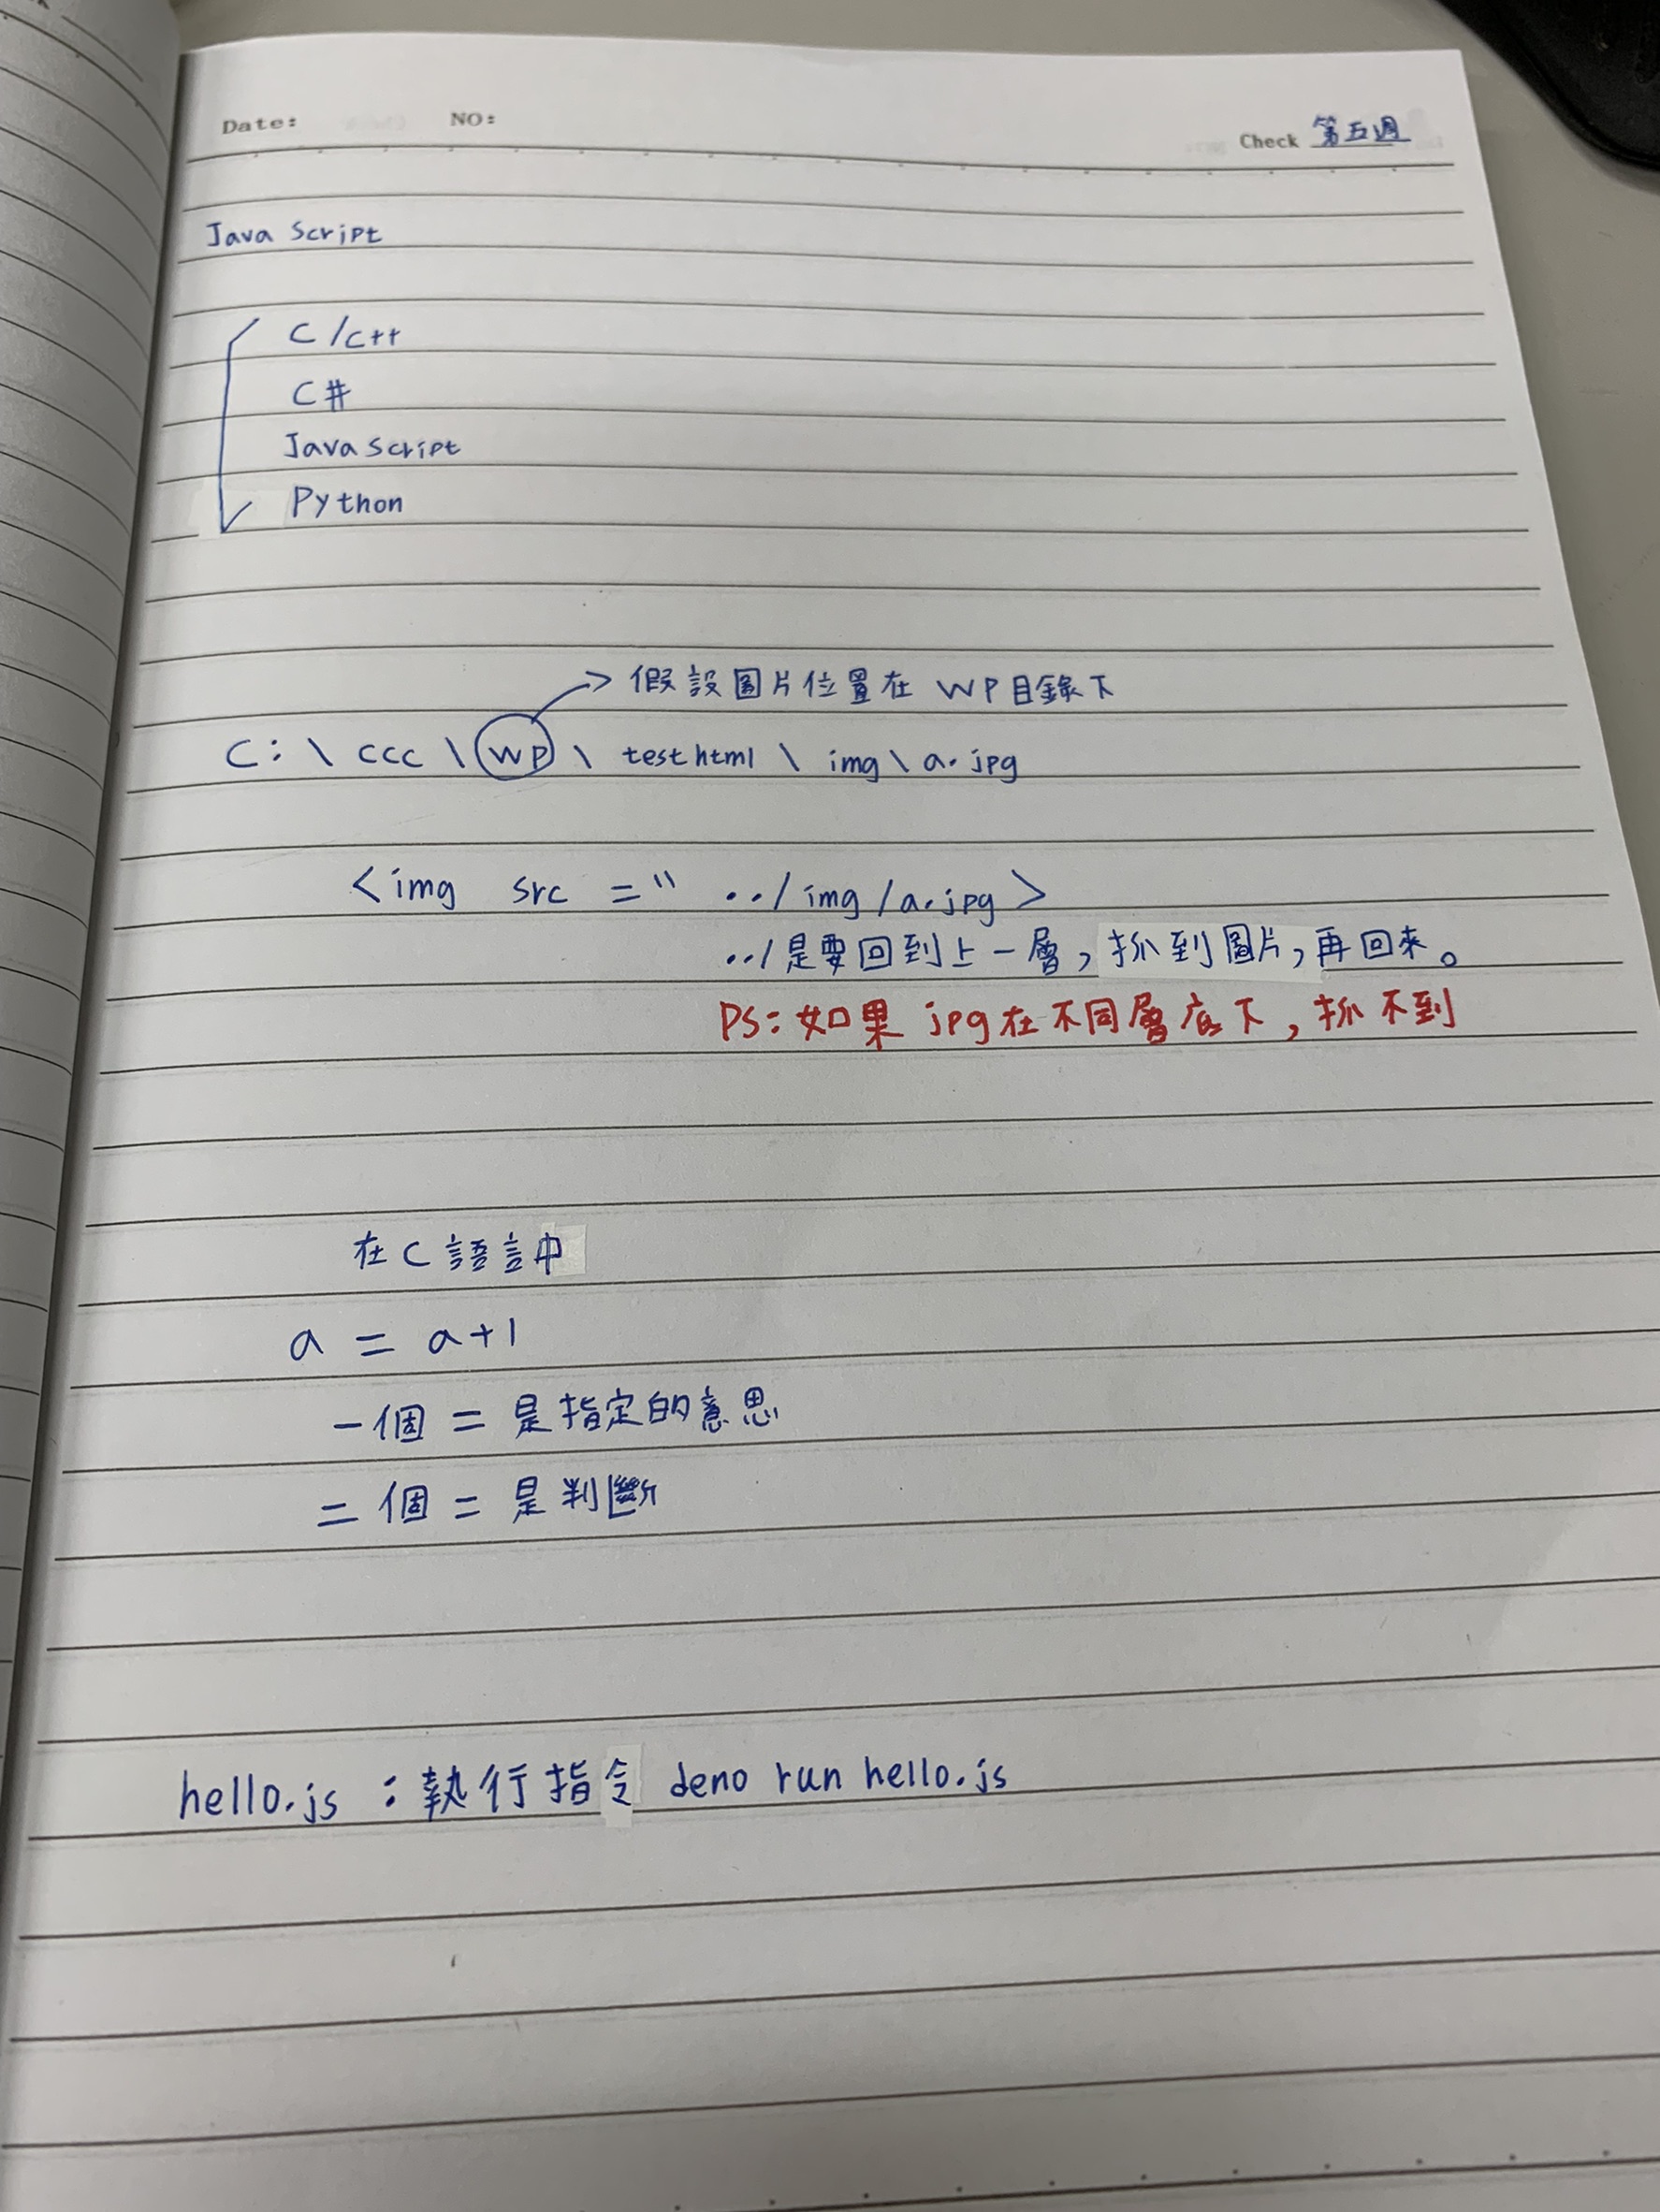 Date: NO: Check 第五週
Java Script
C/C++
C#
Java Script
Python
假設圖片位置在 WP目錄下
C:\ccc\WP\testhtml\img\a.jpg
<img src =" ../img/a.jpg>
../是要回到上一層,抓到圖片,再回來。
PS:如果jpg在不同層底下,抓不到
在C語言中
a = a+1
一個 = 是指定的意思
二個 = 是判斷
hello.js :執行指令 deno run hello.js